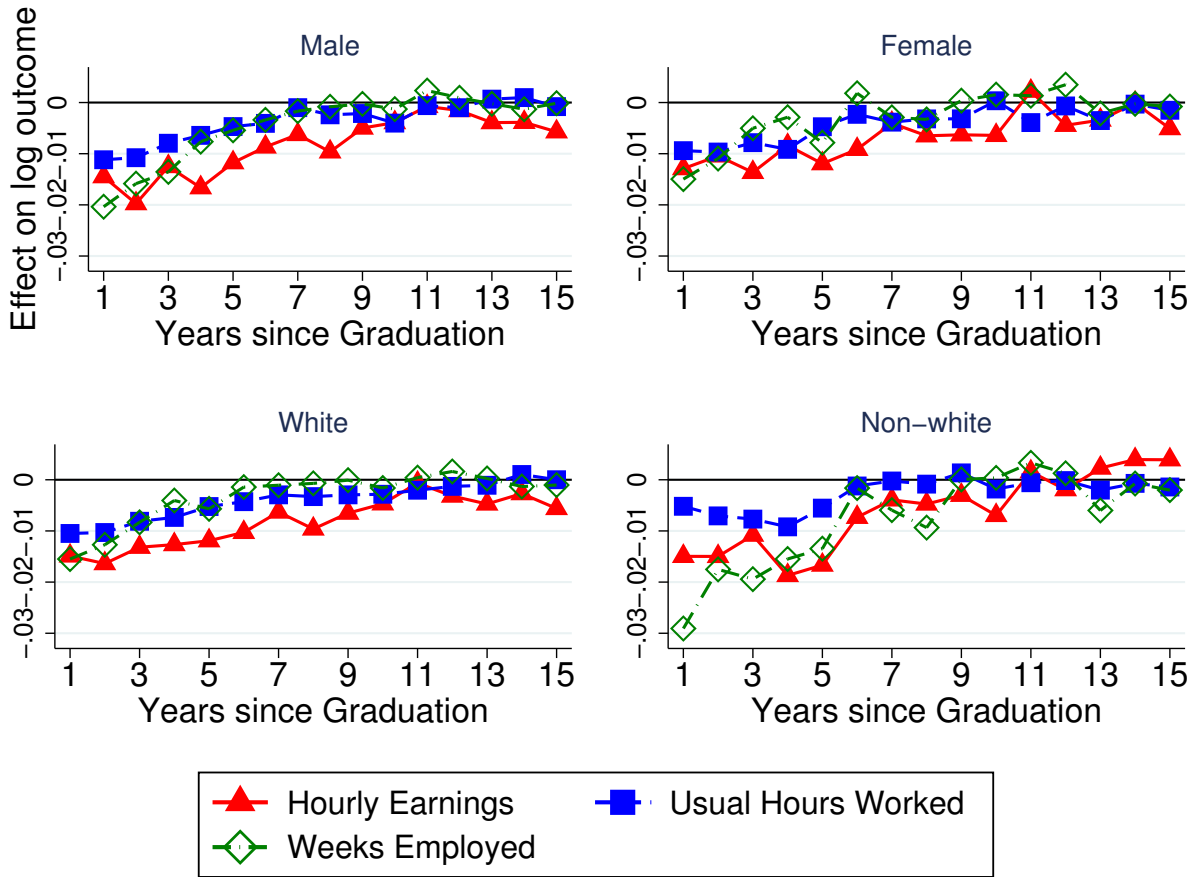 Effect on log outcome
Male
0
−.01
−.02
−.03
1 3 5 7 9 11 13 15
Years since Graduation
Female
0
−.01
−.02
−.03
1 3 5 7 9 11 13 15
Years since Graduation
White
0
−.01
−.02
−.03
1 3 5 7 9 11 13 15
Years since Graduation
Non−white
0
−.01
−.02
−.03
1 3 5 7 9 11 13 15
Years since Graduation
Hourly Earnings
Usual Hours Worked
Weeks Employed